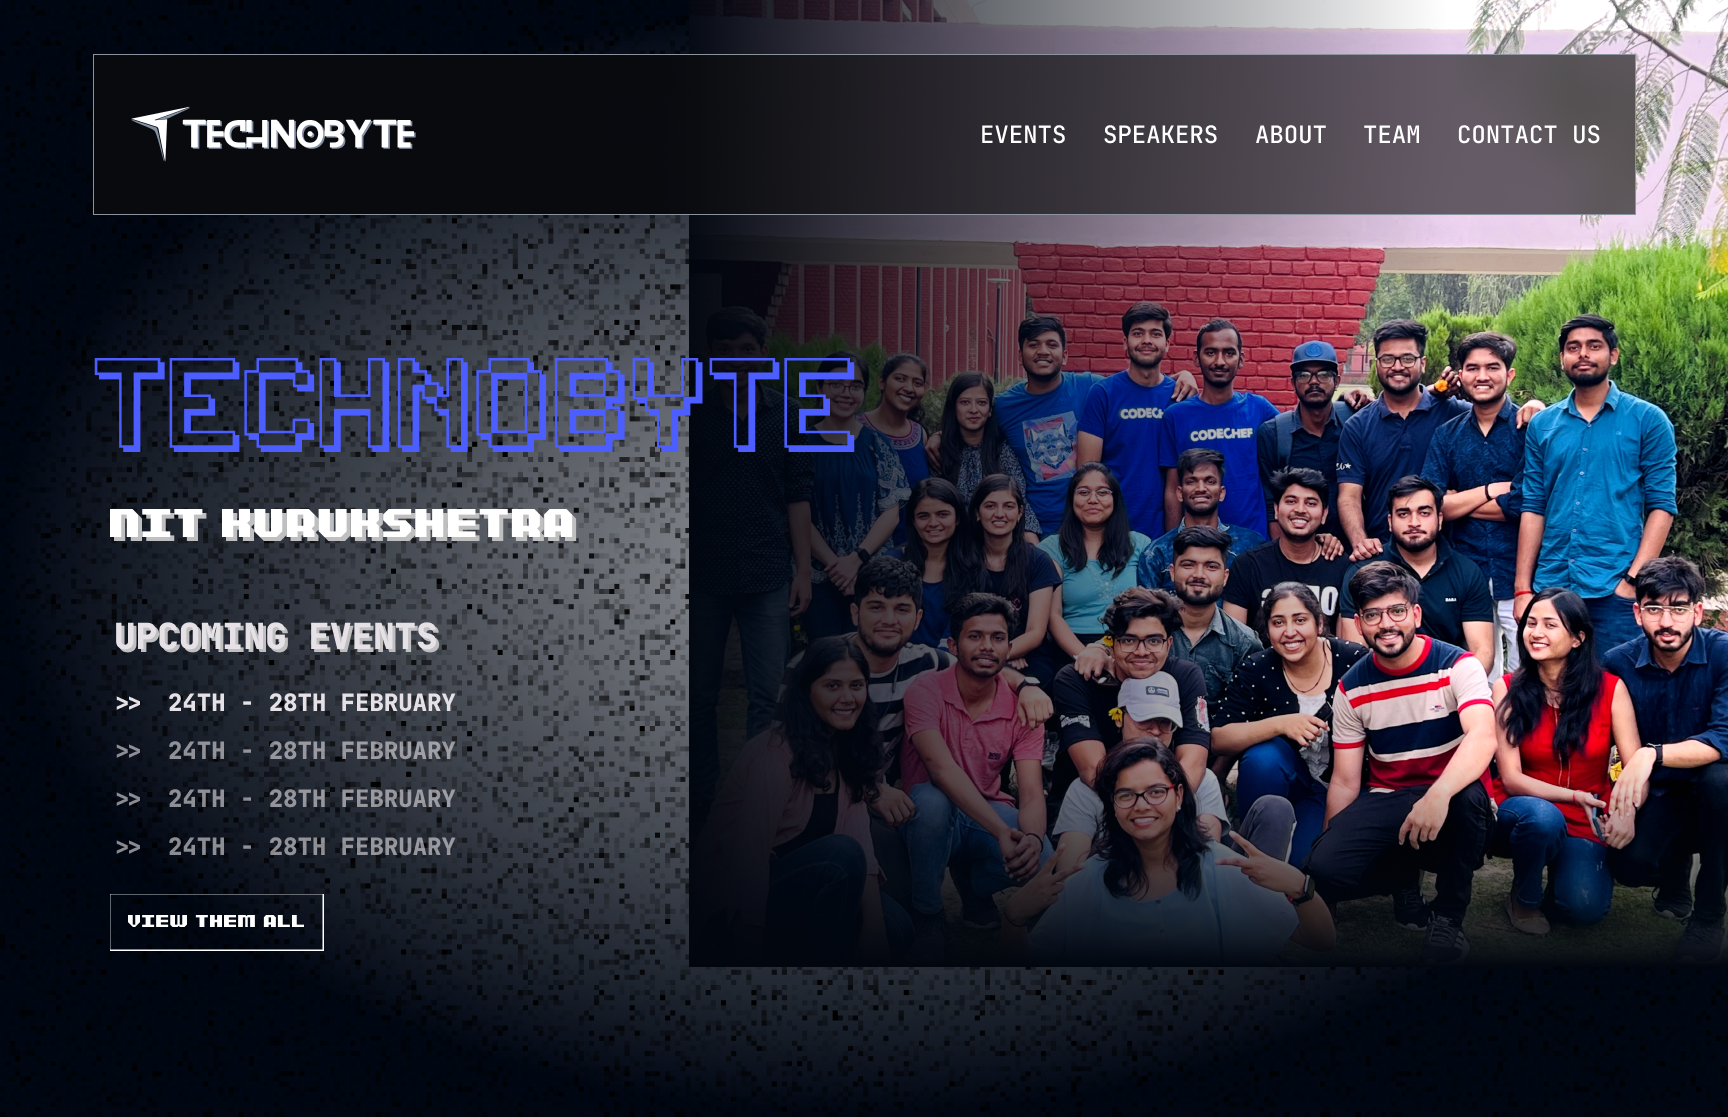 TECHNOBYTE
EVENTS SPEAKERS ABOUT TEAM CONTACT US
TECHNOBYTE
CODECH
CODECHEF
NIT KURUKSHETRA
UPCOMING EVENTS
>> 24TH - 28TH FEBRUARY
>> 24TH - 28TH FEBRUARY
>> 24TH - 28TH FEBRUARY
>> 24TH - 28TH FEBRUARY
VIEW THEM ALL